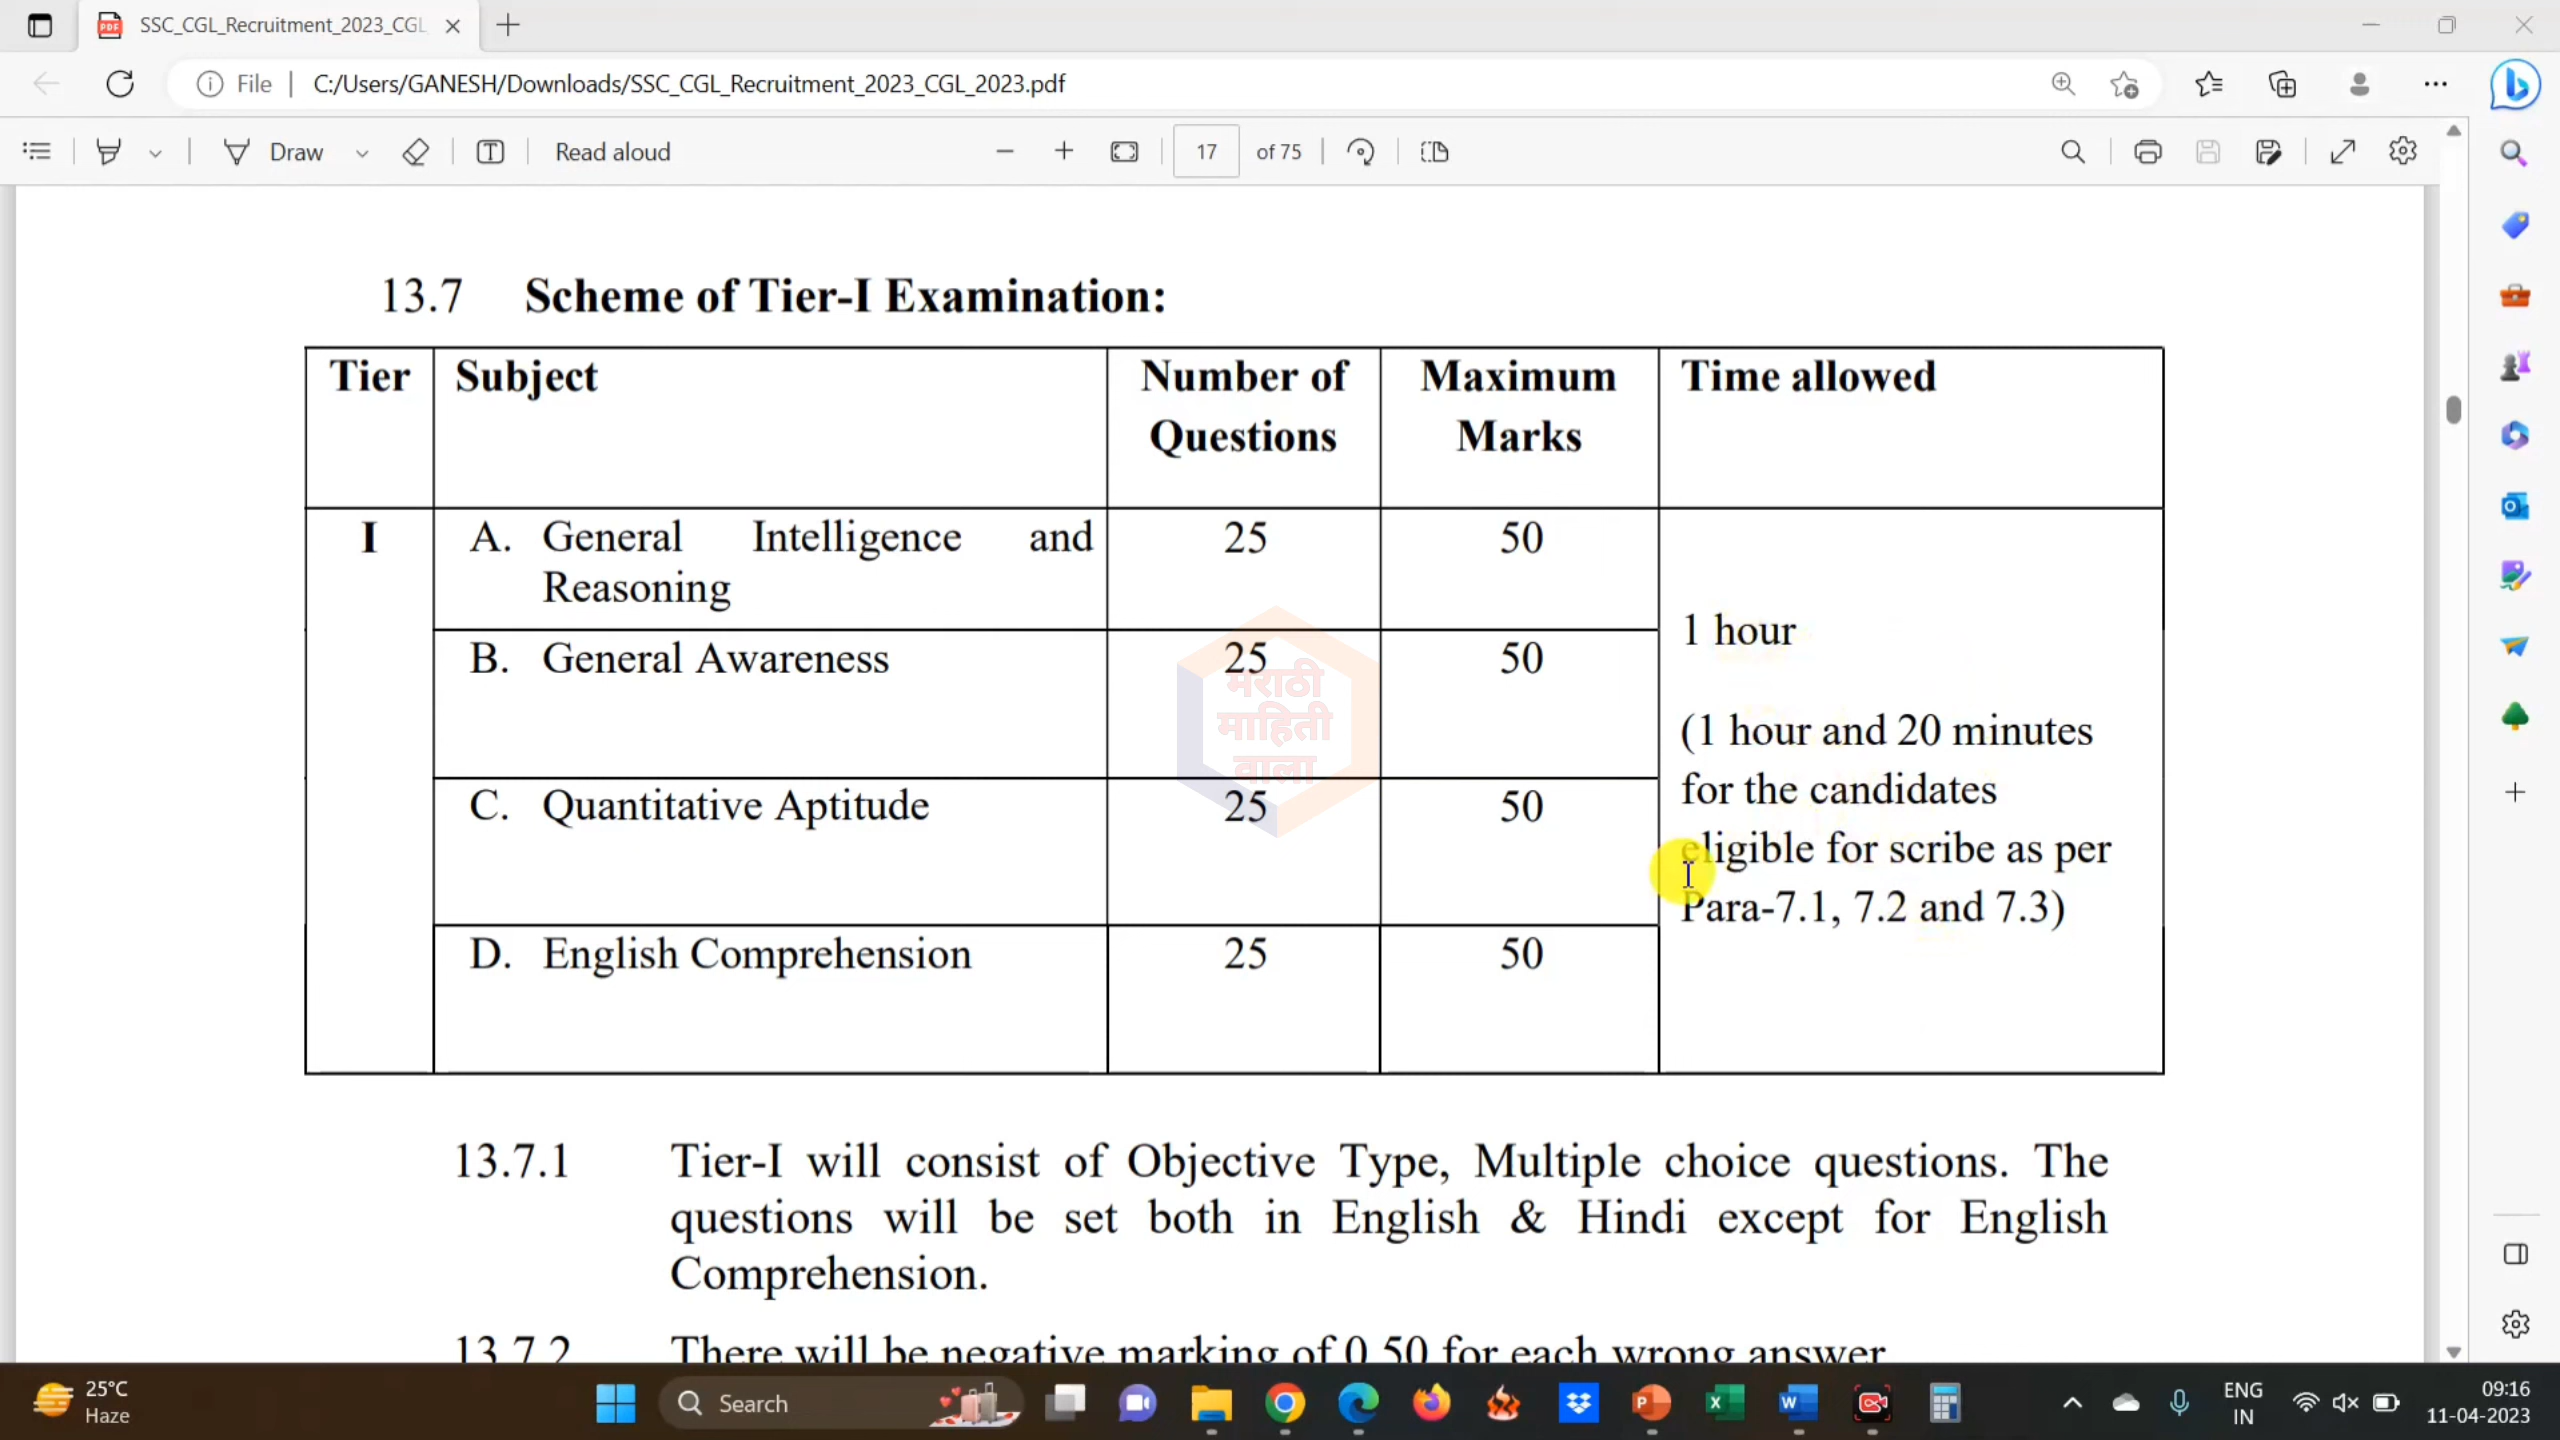 SSC_CGL_Recruitment_2023_CGL
File
C:/Users/GANESH/Downloads/SSC_CGL_Recruitment_2023_CGL_2023.pdf
Draw
Read aloud
17 of 75
13.7 Scheme of Tier-I Examination:
Tier Subject Number of Maximum Time allowed
Questions Marks
I A. General Intelligence and 25 50
Reasoning
1 hour
B. General Awareness 25 50
मराठी
माहिती
वाला
(1 hour and 20 minutes
for the candidates
C. Quantitative Aptitude 25 50
eligible for scribe as per
Para-7.1, 7.2 and 7.3)
D. English Comprehension 25 50
13.7.1 Tier-I will consist of Objective Type, Multiple choice questions. The
questions will be set both in English & Hindi except for English
Comprehension.
13.7.2 There will be negative marking of 0.50 for each wrong answer
25°C
Haze
Search
ENG
IN
09:16
11-04-2023